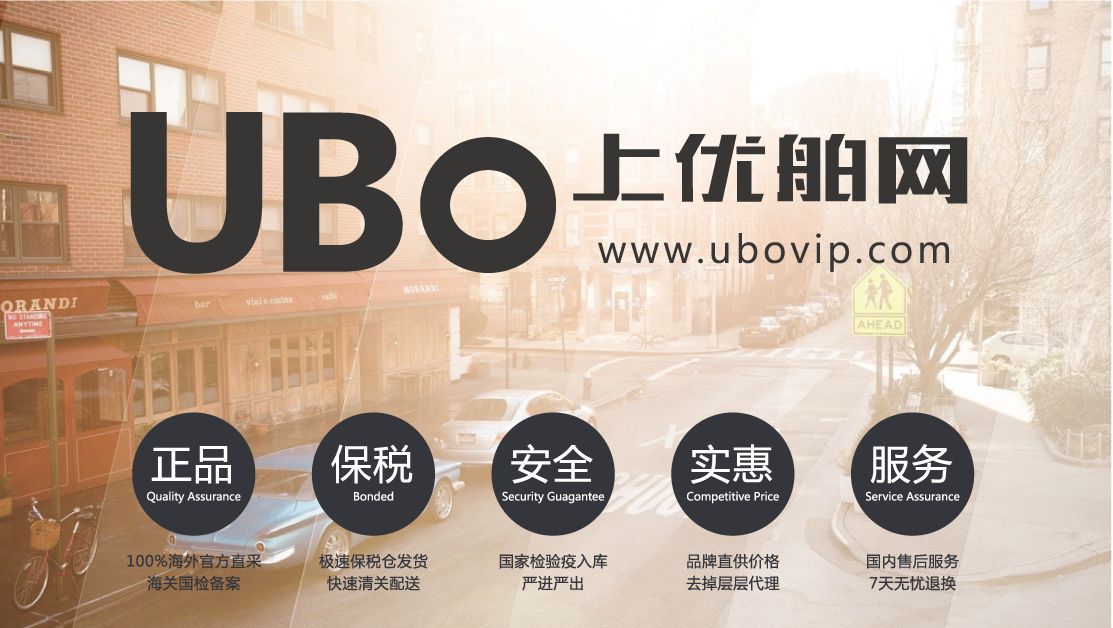 UBO
上优舶网
www.ubovip.com
MORANDI
bar
vini e cucina
caffè
MORANDI
NO STANDING
ANYTIME
AHEAD
正品
Quality Assurance
保税
Bonded
安全
Security Guagantee
实惠
Competitive Price
服务
Service Assurance
100%海外官方直采
海关国检备案
极速保税仓发货
快速清关配送
国家检验疫入库
严进严出
品牌直供价格
去掉层层代理
国内售后服务
7天无忧退换